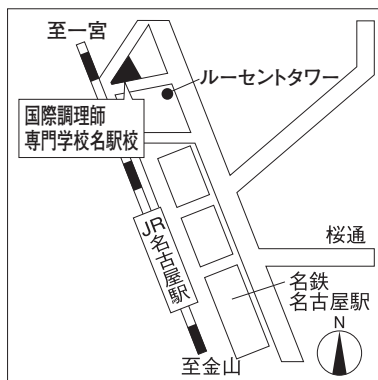 至一宮
ルーセントタワー
国際調理師
専門学校名駅校
JR名古屋駅
桜通
名鉄
名古屋駅
至金山
N